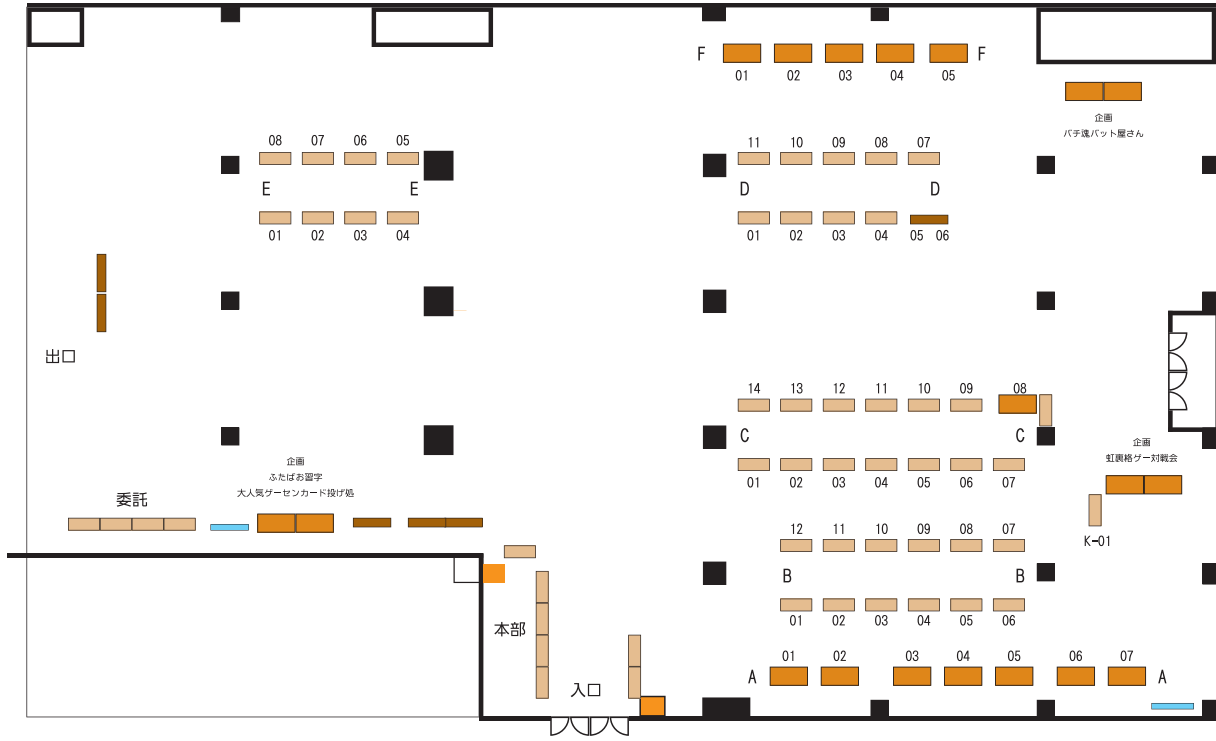 F 01 02 03 04 05 F
企画
バチ魂バット屋さん
08 07 06 05
E E
01 02 03 04
11 10 09 08 07
D D
01 02 03 04 05 06
出口
14 13 12 11 10 09 08
C C
01 02 03 04 05 06 07
企画
虹裏格ゲー対戦会
K-01
企画
ふたばお習字
大人気ゲーセンカード投げ処
委託
12 11 10 09 08 07
B B
01 02 03 04 05 06
本部
入口
A 01 02 03 04 05 06 07 A